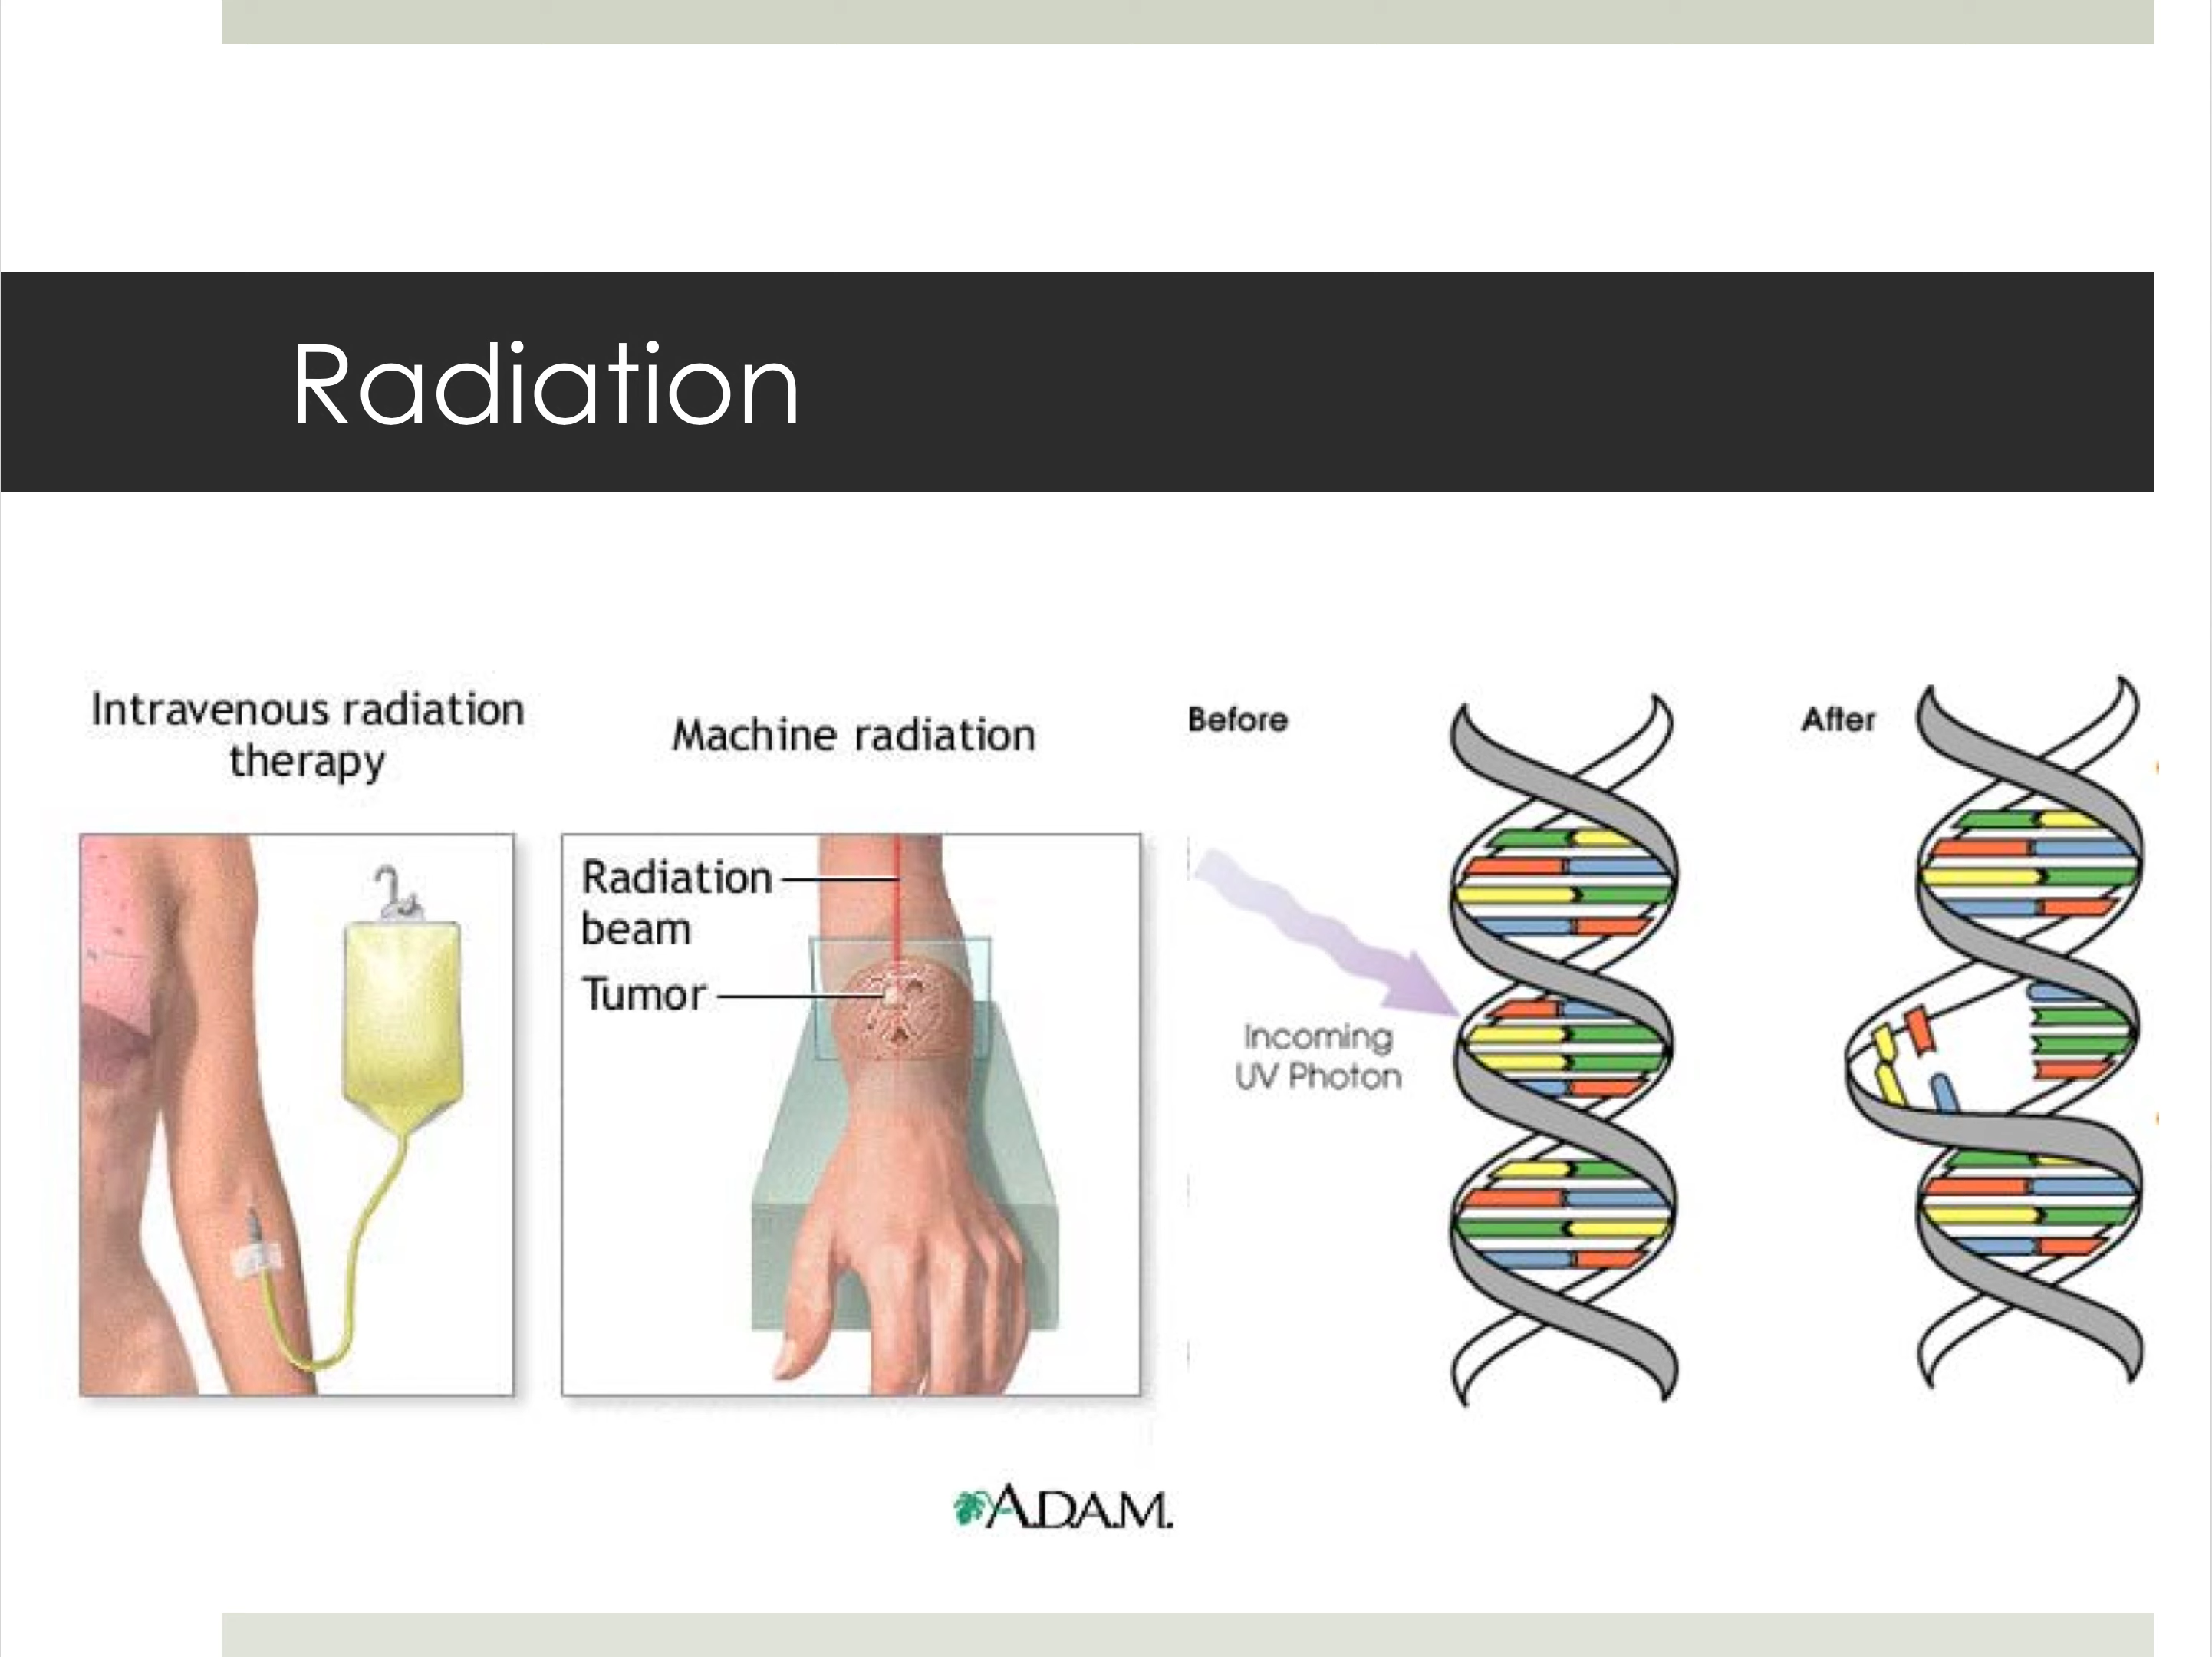 Radiation
Intravenous radiation
therapy
Machine radiation
Radiation
beam
Tumor
Before
Incoming
UV Photon
After
A.D.A.M.